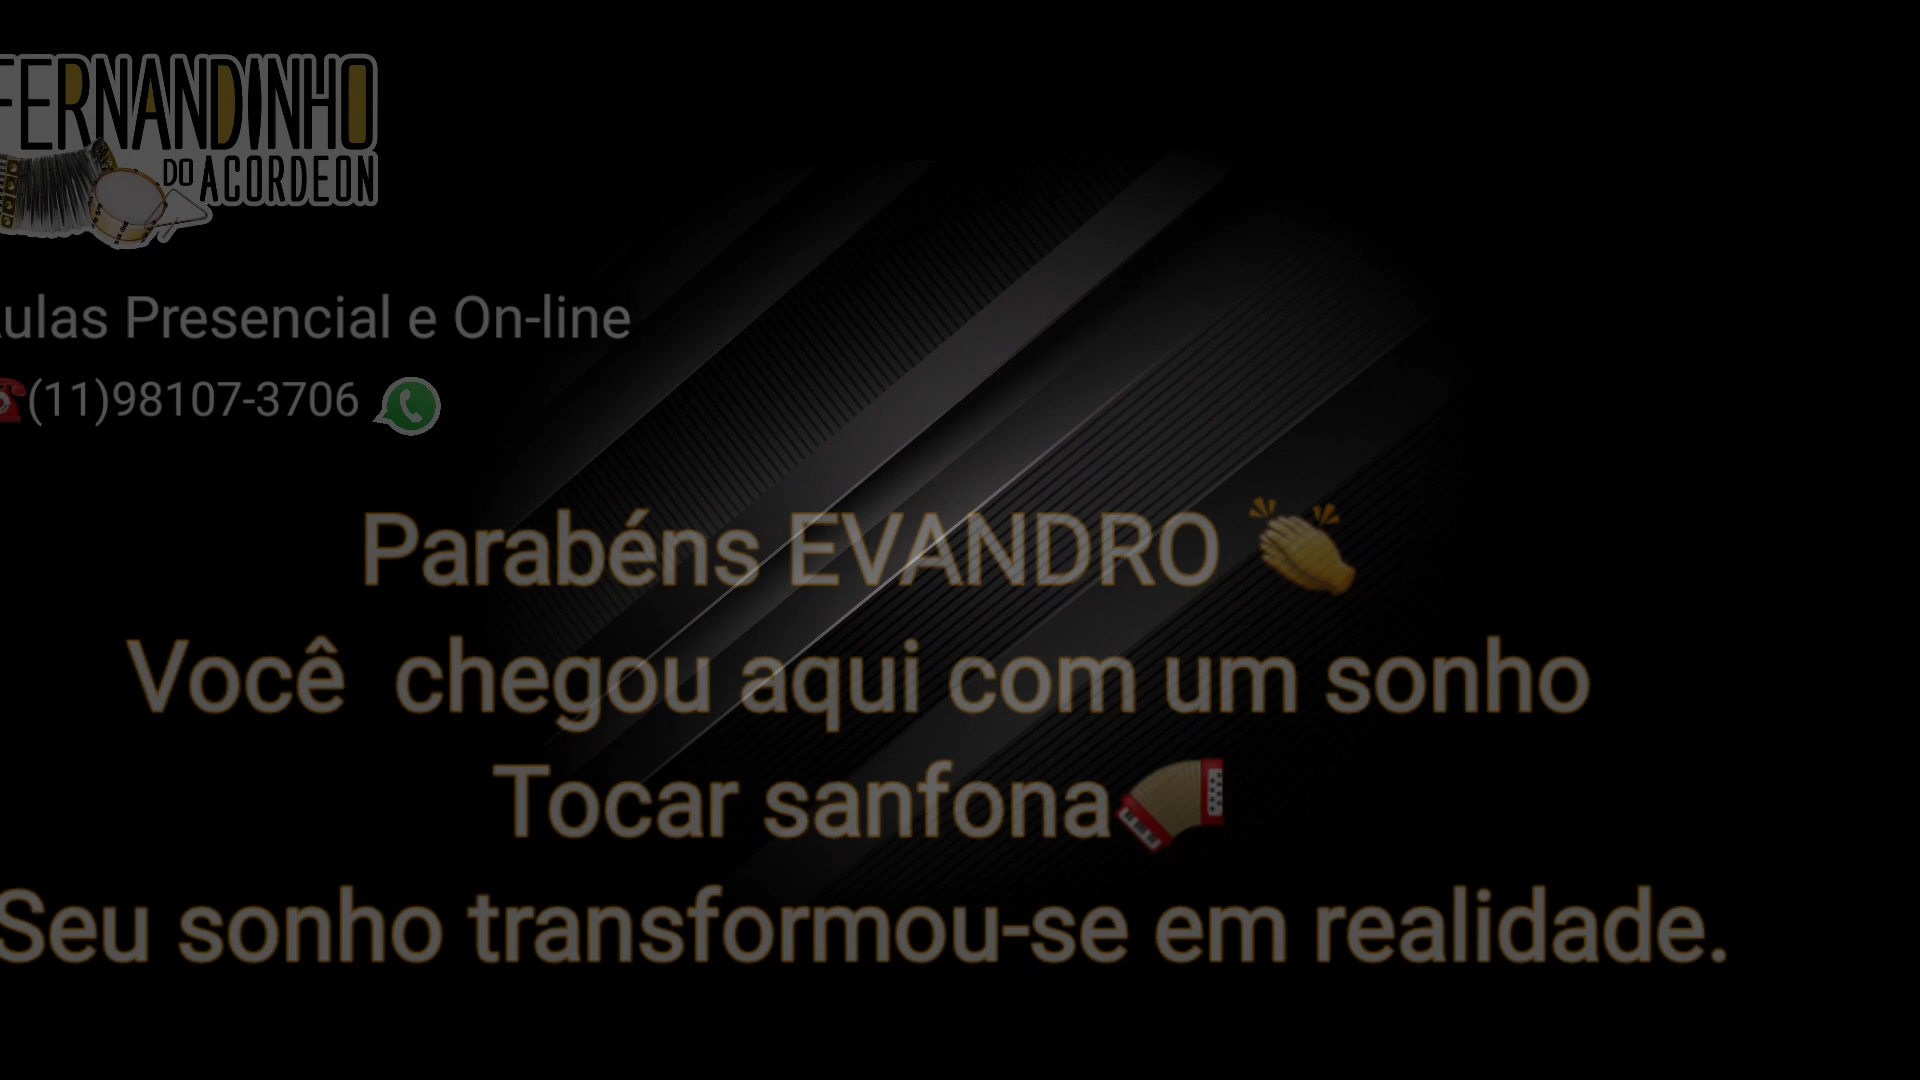 FERNANDINHO
DO ACORDEON
ulas Presencial e On-line
(11)98107-3706
Parabéns EVANDRO
Você chegou aqui com um sonho
Tocar sanfona
Seu sonho transformou-se em realidade.